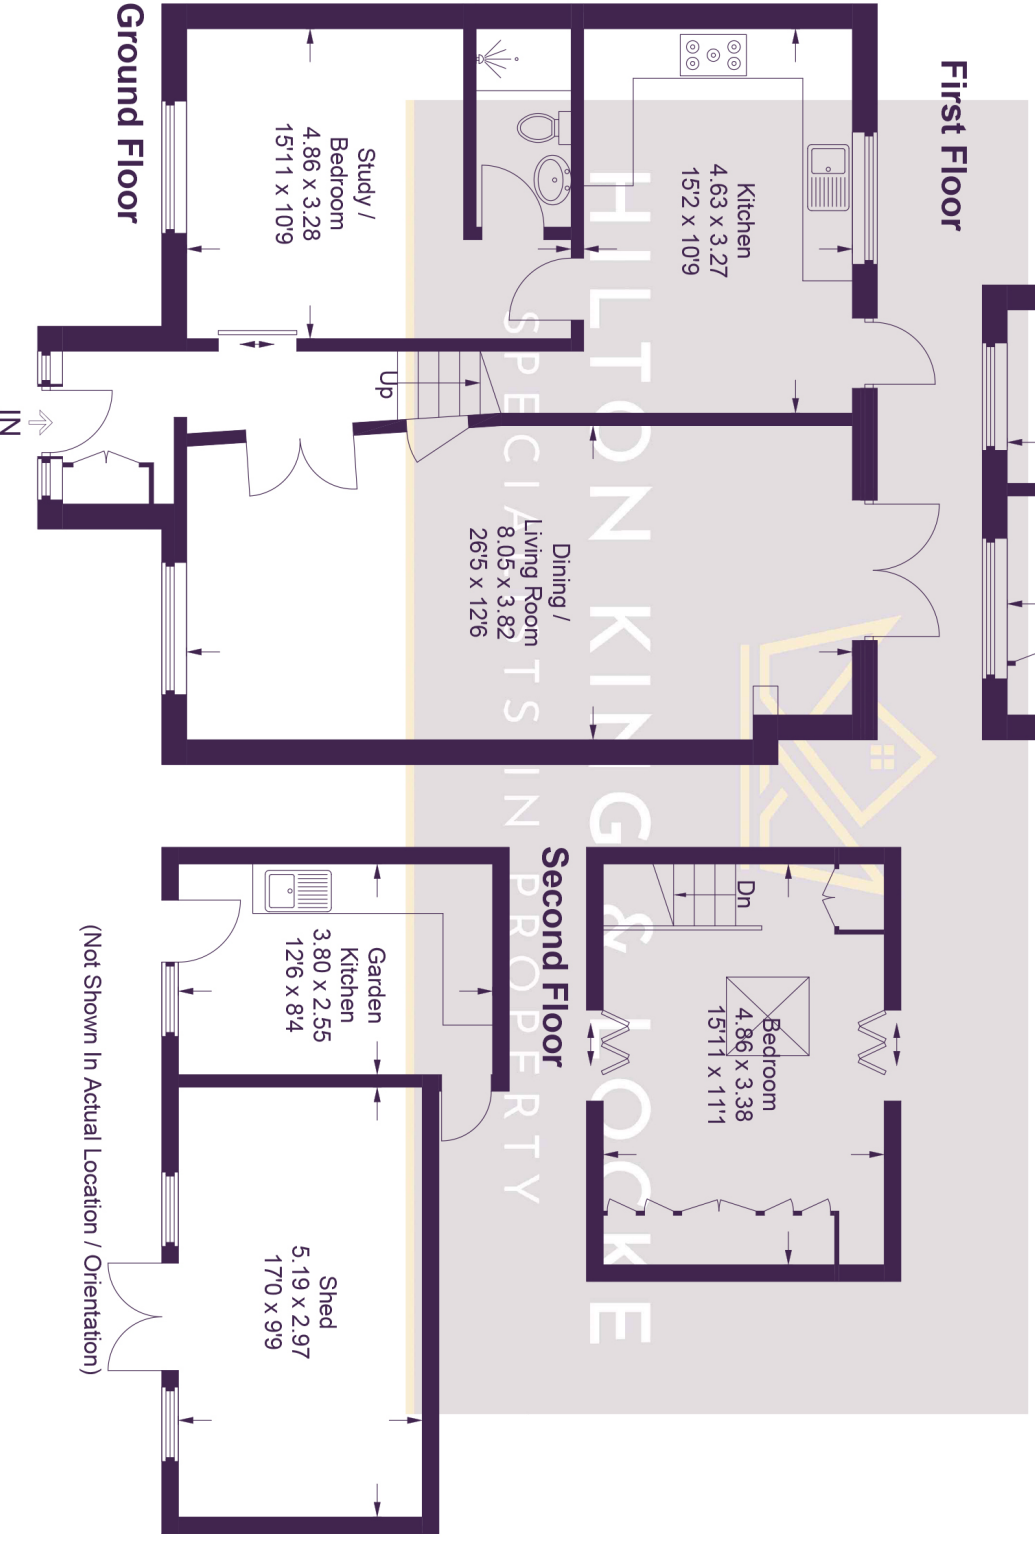 First Floor
Kitchen
4.63 x 3.27
15'2 x 10'9
Study /
Bedroom
4.86 x 3.28
15'11 x 10'9
Up
Dining /
Living Room
8.05 x 3.82
26'5 x 12'6
IN
Ground Floor
Dn
Bedroom
4.86 x 3.38
15'11 x 11'1
Second Floor
Garden
Kitchen
3.80 x 2.55
12'6 x 8'4
Shed
5.19 x 2.97
17'0 x 9'9
(Not Shown In Actual Location / Orientation)
HILTON KING & LOCKE
SPECIALISTS IN PROPERTY